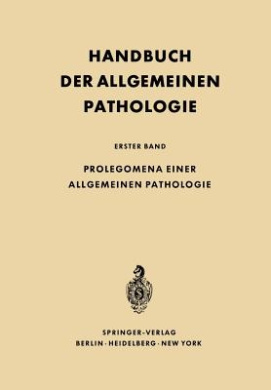 HANDBUCH
DER ALLGEMEINEN
PATHOLOGIE
ERSTER BAND
PROLEGOMENA EINER
ALLGEMEINEN PATHOLOGIE
SPRINGER-VERLAG
BERLIN · HEIDELBERG · NEW YORK